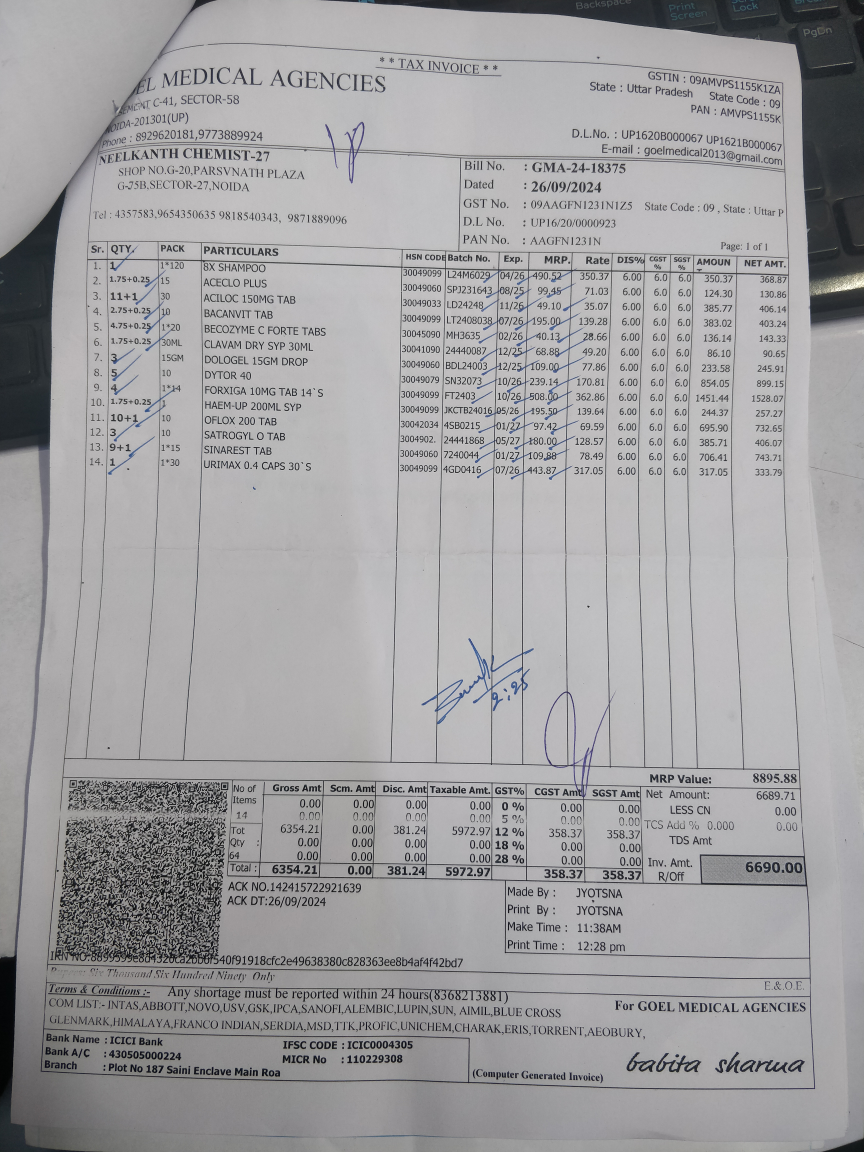 * * TAX INVOICE * *
GOEL MEDICAL AGENCIES
C-41, SECTOR-58
NOIDA-201301(UP)
Phone : 8929620181,9773889924
GSTIN : 09AMVPS1155K1ZA
State : Uttar Pradesh State Code : 09
PAN : AMVPS1155K
D.L.No. : UP1620B000067 UP1621B000067
E-mail : goelmedical2013@gmail.com
NEELKANTH CHEMIST-27
SHOP NO.G-20,PARSVNATH PLAZA
G-75B,SECTOR-27,NOIDA
Tel : 4357583,9654350635 9818540343, 9871889096
Bill No. : GMA-24-18375
Dated : 26/09/2024
GST No. : 09AAGFN1231N1Z5 State Code : 09 , State : Uttar P
D.L No. : UP16/20/0000923
PAN No. : AAGFN1231N
Page: 1 of 1
Sr. QTY. PACK PARTICULARS HSN CODE Batch No. Exp. MRP. Rate DIS% CGST % SGST % AMOUN T NET AMT.
1. 1 1*120 8X SHAMPOO 30049099 L24M6029 04/26 490.52 350.37 6.00 6.0 6.0 350.37 368.87
2. 1.75+0.25 15 ACECLO PLUS 30049060 SPJ231643 08/25 99.45 71.03 6.00 6.0 6.0 124.30 130.86
3. 11+1 30 ACILOC 150MG TAB 30049033 LD24248 11/26 49.10 35.07 6.00 6.0 6.0 385.77 406.14
4. 2.75+0.25 10 BACANVIT TAB 30049099 LT2408038 07/26 195.00 139.28 6.00 6.0 6.0 383.02 403.24
5. 4.75+0.25 1*20 BECOZYME C FORTE TABS 30045090 MH3635 02/26 40.13 28.66 6.00 6.0 6.0 136.14 143.33
6. 1.75+0.25 30ML CLAVAM DRY SYP 30ML 30041090 24440087 12/25 68.88 49.20 6.00 6.0 6.0 86.10 90.65
7. 3 15GM DOLOGEL 15GM DROP 30049060 BDL24003 12/25 109.00 77.86 6.00 6.0 6.0 233.58 245.91
8. 5 10 DYTOR 40 30049079 SN32073 10/26 239.14 170.81 6.00 6.0 6.0 854.05 899.15
9. 4 1*14 FORXIGA 10MG TAB 14`S 30049099 FT2403 10/26 508.00 362.86 6.00 6.0 6.0 1451.44 1528.07
10. 1.75+0.25 1 HAEM-UP 200ML SYP 30049099 JKCTB24016 05/26 195.50 139.64 6.00 6.0 6.0 244.37 257.27
11. 10+1 10 OFLOX 200 TAB 30042034 4SB0215 01/27 97.42 69.59 6.00 6.0 6.0 695.90 732.65
12. 3 10 SATROGYL O TAB 3004902. 24441868 05/27 180.00 128.57 6.00 6.0 6.0 385.71 406.07
13. 9+1 1*15 SINAREST TAB 30049060 7240044 01/27 109.88 78.49 6.00 6.0 6.0 706.41 743.71
14. 1 1*30 URIMAX 0.4 CAPS 30`S 30049099 4GD0416 07/26 443.87 317.05 6.00 6.0 6.0 317.05 333.79
2:25
MRP Value: 8895.88
No of Items 14 Tot Qty : 64
Gross Amt Scm. Amt Disc. Amt Taxable Amt. GST% CGST Amt SGST Amt
0.00 0.00 0.00 0.00 0 % 0.00 0.00
0.00 0.00 0.00 0.00 5 % 0.00 0.00
6354.21 0.00 381.24 5972.97 12 % 358.37 358.37
0.00 0.00 0.00 0.00 18 % 0.00 0.00
0.00 0.00 0.00 0.00 28 % 0.00 0.00
Total : 6354.21 0.00 381.24 5972.97 358.37 358.37
Net Amount: 6689.71
LESS CN 0.00
TCS Add % 0.000 0.00
TDS Amt
Inv. Amt. R/Off 6690.00
ACK NO.142415722921639
ACK DT:26/09/2024
Made By : JYOTSNA
Print By : JYOTSNA
Make Time : 11:38AM
Print Time : 12:28 pm
Rupees: Six Thousand Six Hundred Ninety Only
E.& O.E.
Terms & Conditions :- Any shortage must be reported within 24 hours(8368213881)
COM LIST:- INTAS,ABBOTT,NOVO,USV,GSK,IPCA,SANOFI,ALEMBIC,LUPIN,SUN, AIMIL,BLUE CROSS
GLENMARK,HIMALAYA,FRANCO INDIAN,SERDIA,MSD,TTK,PROFIC,UNICHEM,CHARAK,ERIS,TORRENT,AEOBURY,
For GOEL MEDICAL AGENCIES
Bank Name : ICICI Bank IFSC CODE : ICIC0004305
Bank A/C : 430505000224 MICR No : 110229308
Branch : Plot No 187 Saini Enclave Main Roa
(Computer Generated Invoice)
babita sharma